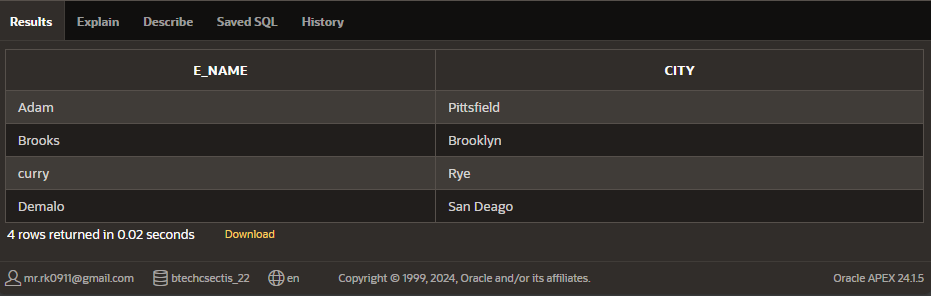 Results Explain Describe Saved SQL History
E_NAME CITY
Adam Pittsfield
Brooks Brooklyn
curry Rye
Demalo San Deago
4 rows returned in 0.02 seconds Download
mr.rk0911@gmail.com btechcsectis_22 en Copyright © 1999, 2024, Oracle and/or its affiliates. Oracle APEX 24.1.5